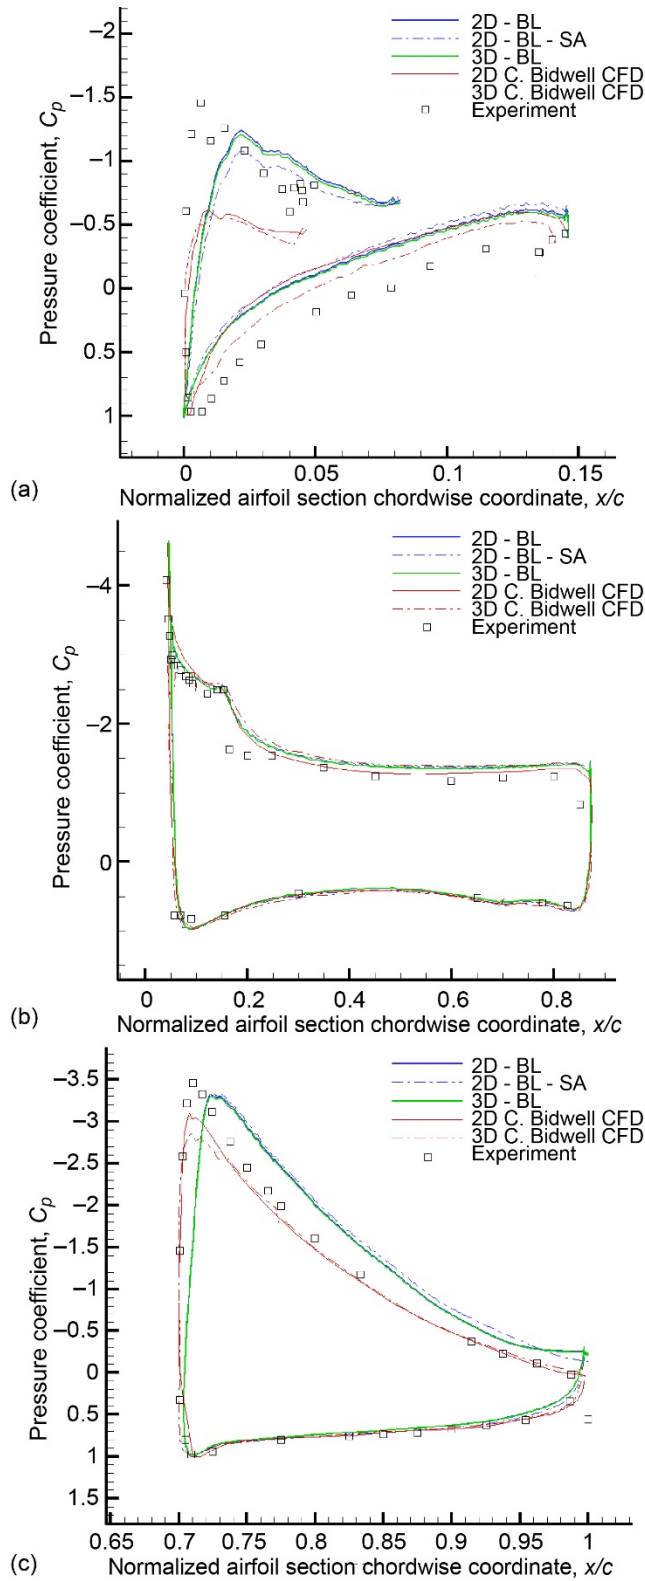 2D - BL
2D - BL - SA
3D - BL
2D C. Bidwell CFD
3D C. Bidwell CFD
Experiment
Pressure coefficient, Cp
−2
−1.5
−1
−0.5
0
0.5
1
0 0.05 0.1 0.15
(a) Normalized airfoil section chordwise coordinate, x/c
2D - BL
2D - BL - SA
3D - BL
2D C. Bidwell CFD
3D C. Bidwell CFD
Experiment
Pressure coefficient, Cp
−4
−2
0
0 0.2 0.4 0.6 0.8
(b) Normalized airfoil section chordwise coordinate, x/c
2D - BL
2D - BL - SA
3D - BL
2D C. Bidwell CFD
3D C. Bidwell CFD
Experiment
Pressure coefficient, Cp
−3.5
−3
−2.5
−2
−1.5
−1
−0.5
0
0.5
1
1.5
0.65 0.7 0.75 0.8 0.85 0.9 0.95 1
(c) Normalized airfoil section chordwise coordinate, x/c